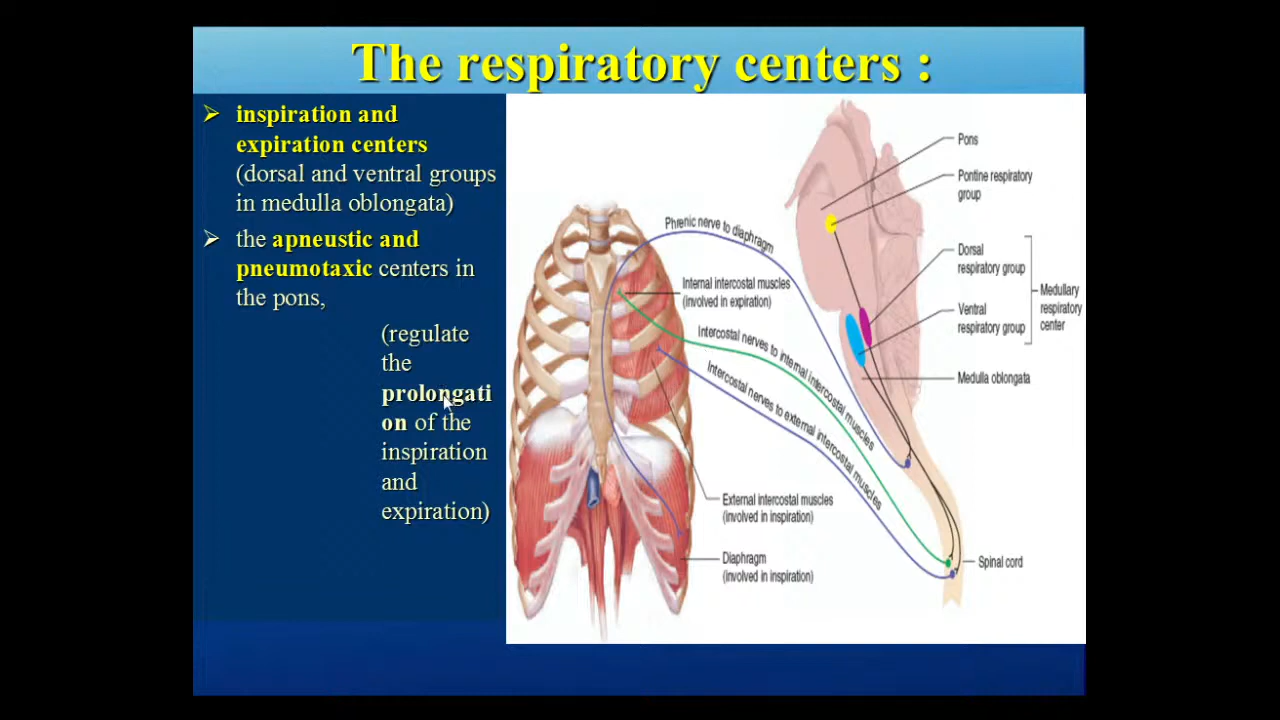 The respiratory centers :
inspiration and
expiration centers
(dorsal and ventral groups
in medulla oblongata)
the apneustic and
pneumotaxic centers in
the pons,
(regulate
the
prolongati
on of the
inspiration
and
expiration)
Phrenic nerve to diaphragm
Internal intercostal muscles
(involved in expiration)
Intercostal nerves to internal intercostal muscles
Intercostal nerves to external intercostal muscles
External intercostal muscles
(involved in inspiration)
Diaphragm
(involved in inspiration)
Pons
Pontine respiratory
group
Dorsal
respiratory group
Ventral
respiratory group
Medullary
respiratory
center
Medulla oblongata
Spinal cord